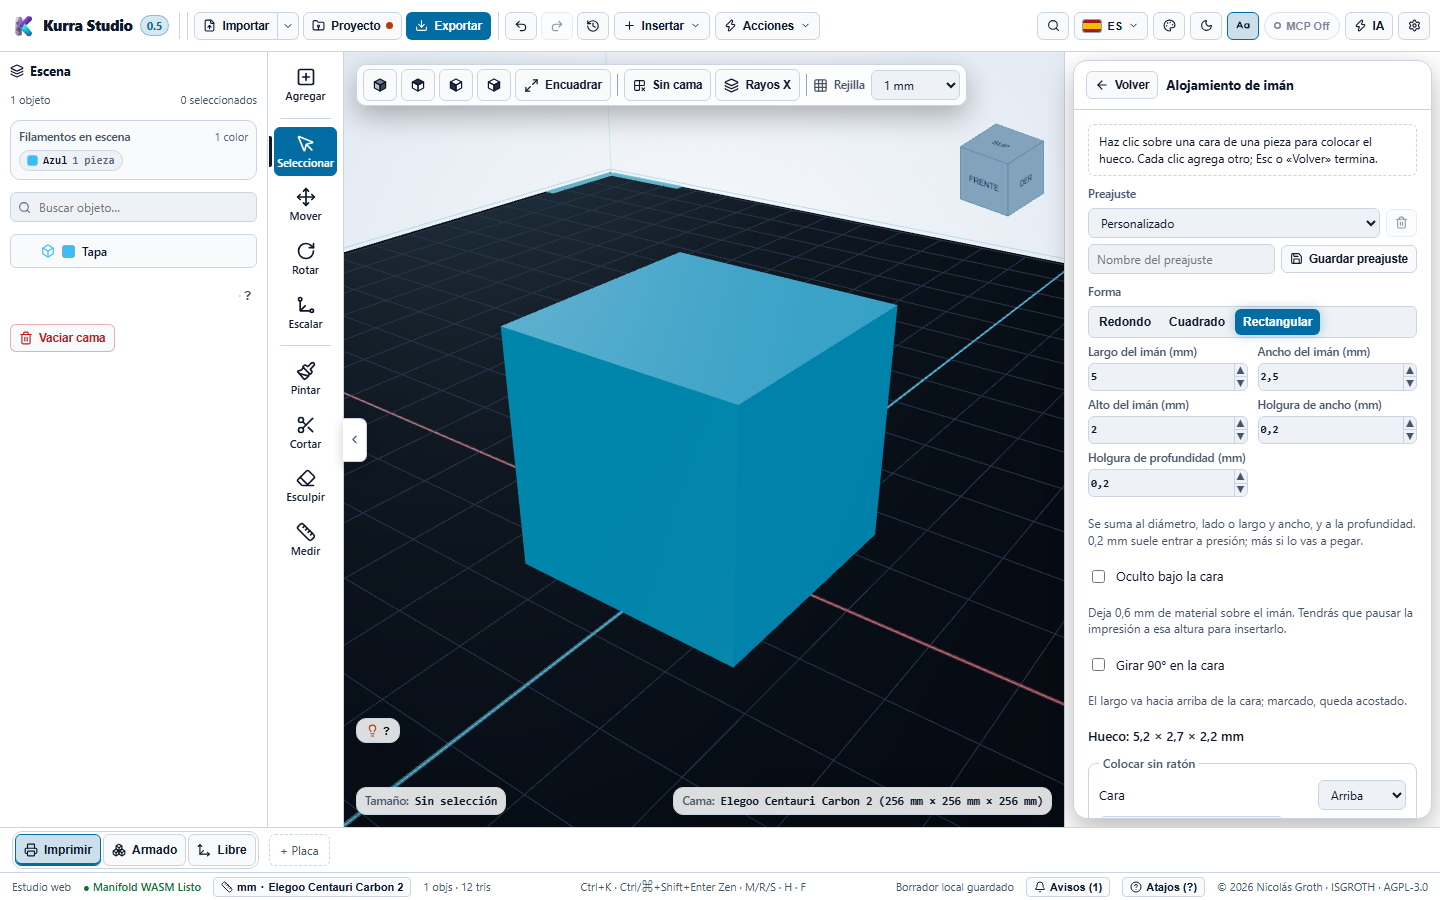 Kurra Studio 0.5 Importar Proyecto Exportar Insertar Acciones ES Aa MCP Off IA
Escena
1 objeto 0 seleccionados
Filamentos en escena 1 color
Azul 1 pieza
Buscar objeto...
Tapa
?
Vaciar cama
Agregar
Seleccionar
Mover
Rotar
Escalar
Pintar
Cortar
Esculpir
Medir
Encuadrar Sin cama Rayos X Rejilla 1 mm
SUP
FRENTE DER
?
Tamaño: Sin selección
Cama: Elegoo Centauri Carbon 2 (256 mm × 256 mm × 256 mm)
Volver Alojamiento de imán
Haz clic sobre una cara de una pieza para colocar el
hueco. Cada clic agrega otro; Esc o «Volver» termina.
Preajuste
Personalizado
Nombre del preajuste Guardar preajuste
Forma
Redondo Cuadrado Rectangular
Largo del imán (mm) Ancho del imán (mm)
5 2,5
Alto del imán (mm) Holgura de ancho (mm)
2 0,2
Holgura de profundidad (mm)
0,2
Se suma al diámetro, lado o largo y ancho, y a la profundidad.
0,2 mm suele entrar a presión; más si lo vas a pegar.
Oculto bajo la cara
Deja 0,6 mm de material sobre el imán. Tendrás que pausar la
impresión a esa altura para insertarlo.
Girar 90° en la cara
El largo va hacia arriba de la cara; marcado, queda acostado.
Hueco: 5,2 × 2,7 × 2,2 mm
Colocar sin ratón
Cara Arriba
Imprimir Armado Libre + Placa
Estudio web Manifold WASM Listo mm · Elegoo Centauri Carbon 2 1 objs · 12 tris Ctrl+K · Ctrl/⌘+Shift+Enter Zen · M/R/S · H · F Borrador local guardado Avisos (1) Atajos (?) © 2026 Nicolás Groth · ISGROTH · AGPL-3.0